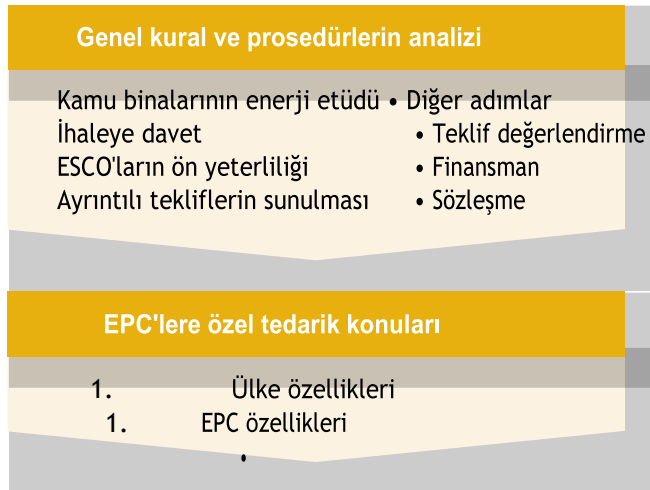 Genel kural ve prosedürlerin analizi
Kamu binalarının enerji etüdü • Diğer adımlar
İhaleye davet • Teklif değerlendirme
ESCO'ların ön yeterliliği • Finansman
Ayrıntılı tekliflerin sunulması • Sözleşme
EPC'lere özel tedarik konuları
1. Ülke özellikleri
1. EPC özellikleri
•